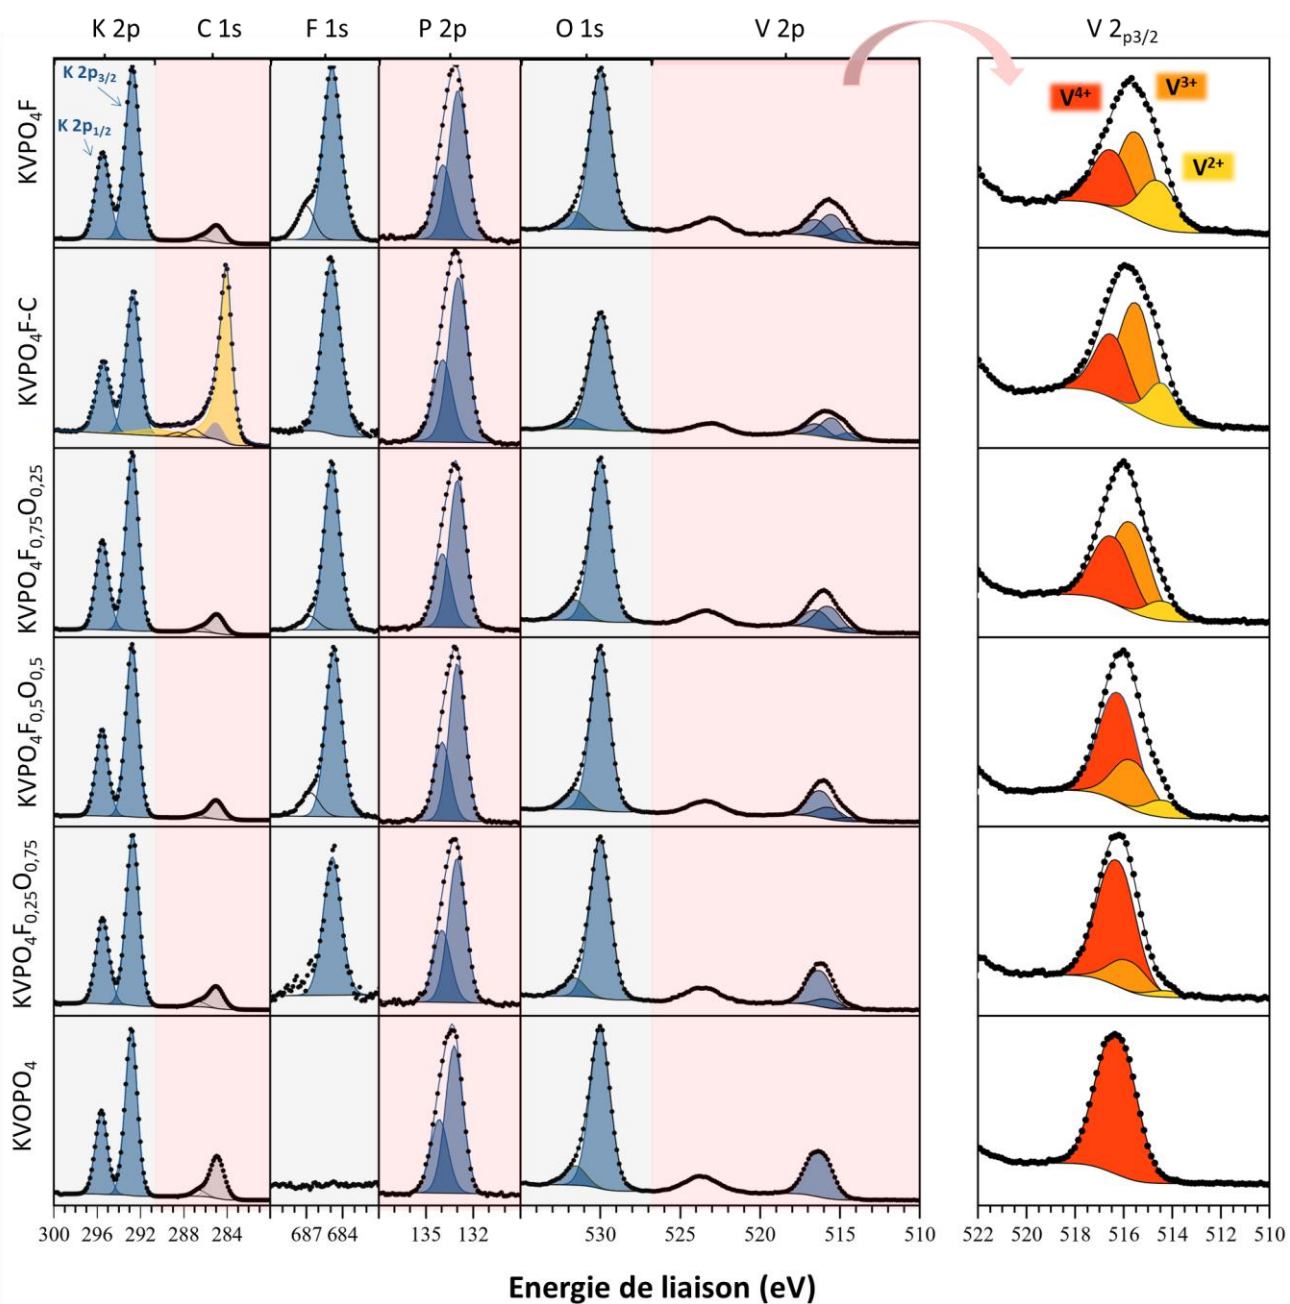 K 2p C 1s F 1s P 2p O 1s V 2p V 2p3/2
KVPO4F
K 2p3/2
K 2p1/2
V4+
V3+
V2+
KVPO4F-C
KVPO4F0,75O0,25
KVPO4F0,5O0,5
KVPO4F0,25O0,75
KVOPO4
300 296 292 288 284 687 684 135 132 530 525 520 515 510 522 520 518 516 514 512 510
Energie de liaison (eV)